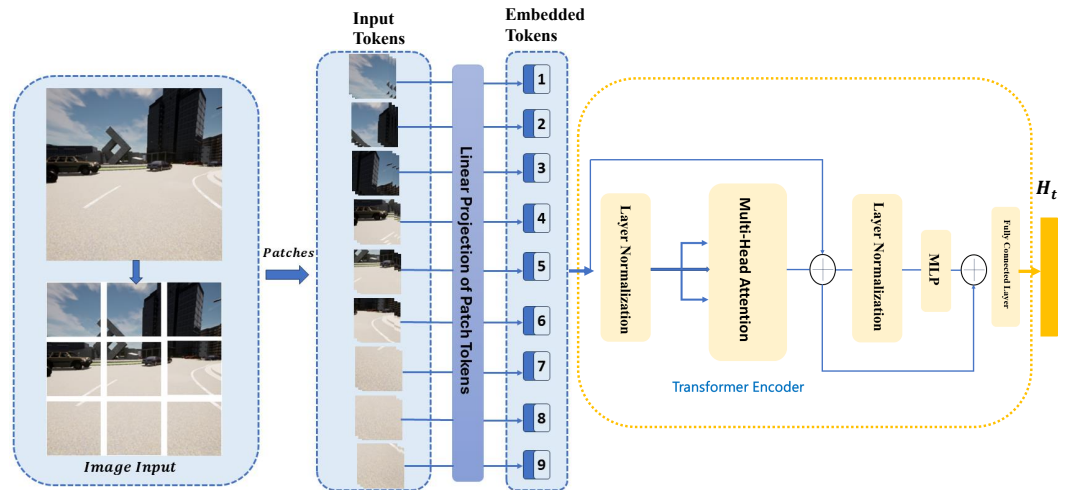 Input
Tokens
Embedded
Tokens
Image Input
Patches
Linear Projection of Patch Tokens
1
2
3
4
5
6
7
8
9
Layer Normalization
Multi-Head Attention
Layer Normalization
MLP
Fully Connected
Layer
H_t
Transformer Encoder